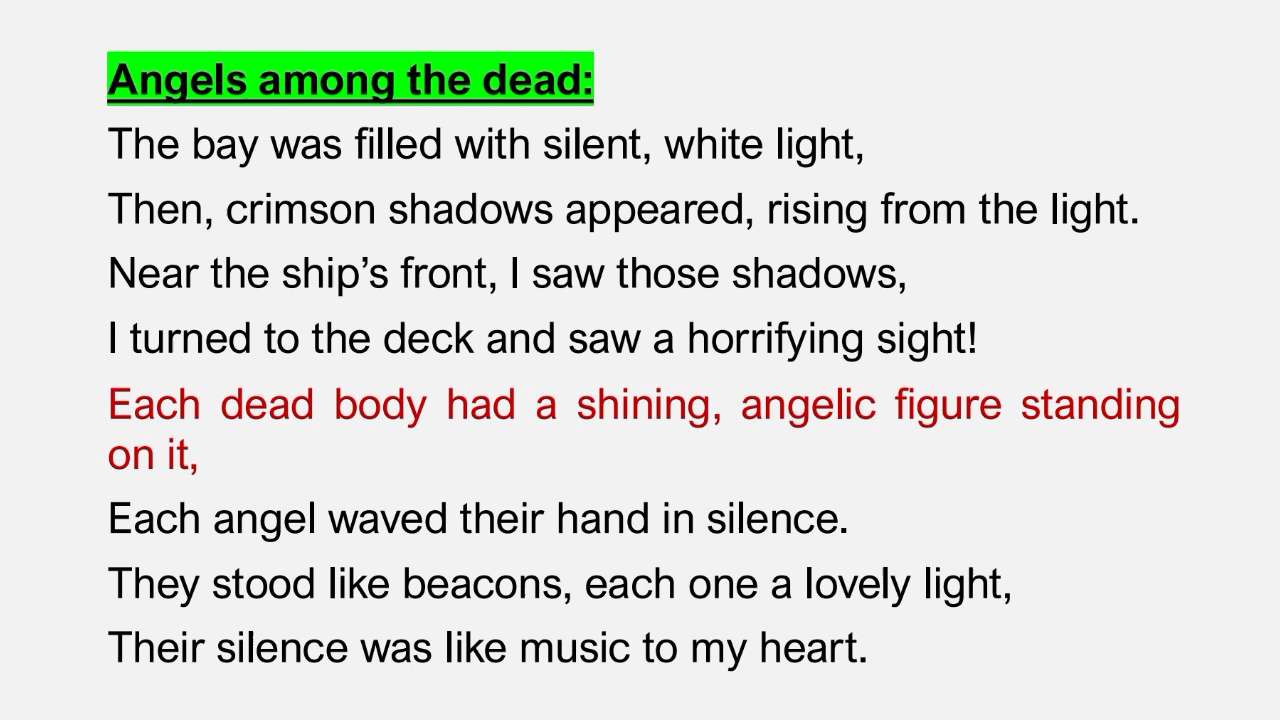 Angels among the dead:
The bay was filled with silent, white light,
Then, crimson shadows appeared, rising from the light.
Near the ship’s front, I saw those shadows,
I turned to the deck and saw a horrifying sight!
Each dead body had a shining, angelic figure standing
on it,
Each angel waved their hand in silence.
They stood like beacons, each one a lovely light,
Their silence was like music to my heart.